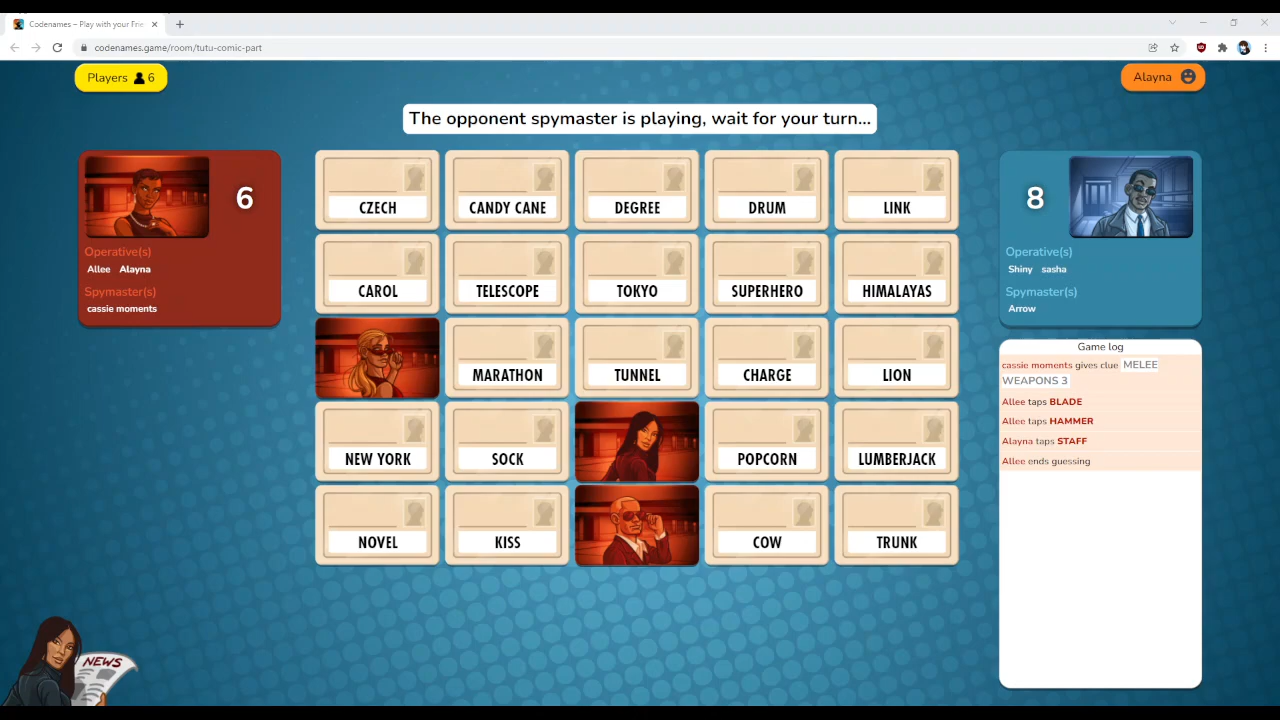 Codenames – Play with your Frie
codenames.game/room/tutu-comic-part
Players 6
Alayna
The opponent spymaster is playing, wait for your turn...
6
Operative(s)
Allee Alayna
Spymaster(s)
cassie moments
CZECH CANDY CANE DEGREE DRUM LINK
CAROL TELESCOPE TOKYO SUPERHERO HIMALAYAS
MARATHON TUNNEL CHARGE LION
NEW YORK SOCK POPCORN LUMBERJACK
NOVEL KISS COW TRUNK
8
Operative(s)
Shiny sasha
Spymaster(s)
Arrow
Game log
cassie moments gives clue MELEE
WEAPONS 3
Allee taps BLADE
Allee taps HAMMER
Alayna taps STAFF
Allee ends guessing
NEWS